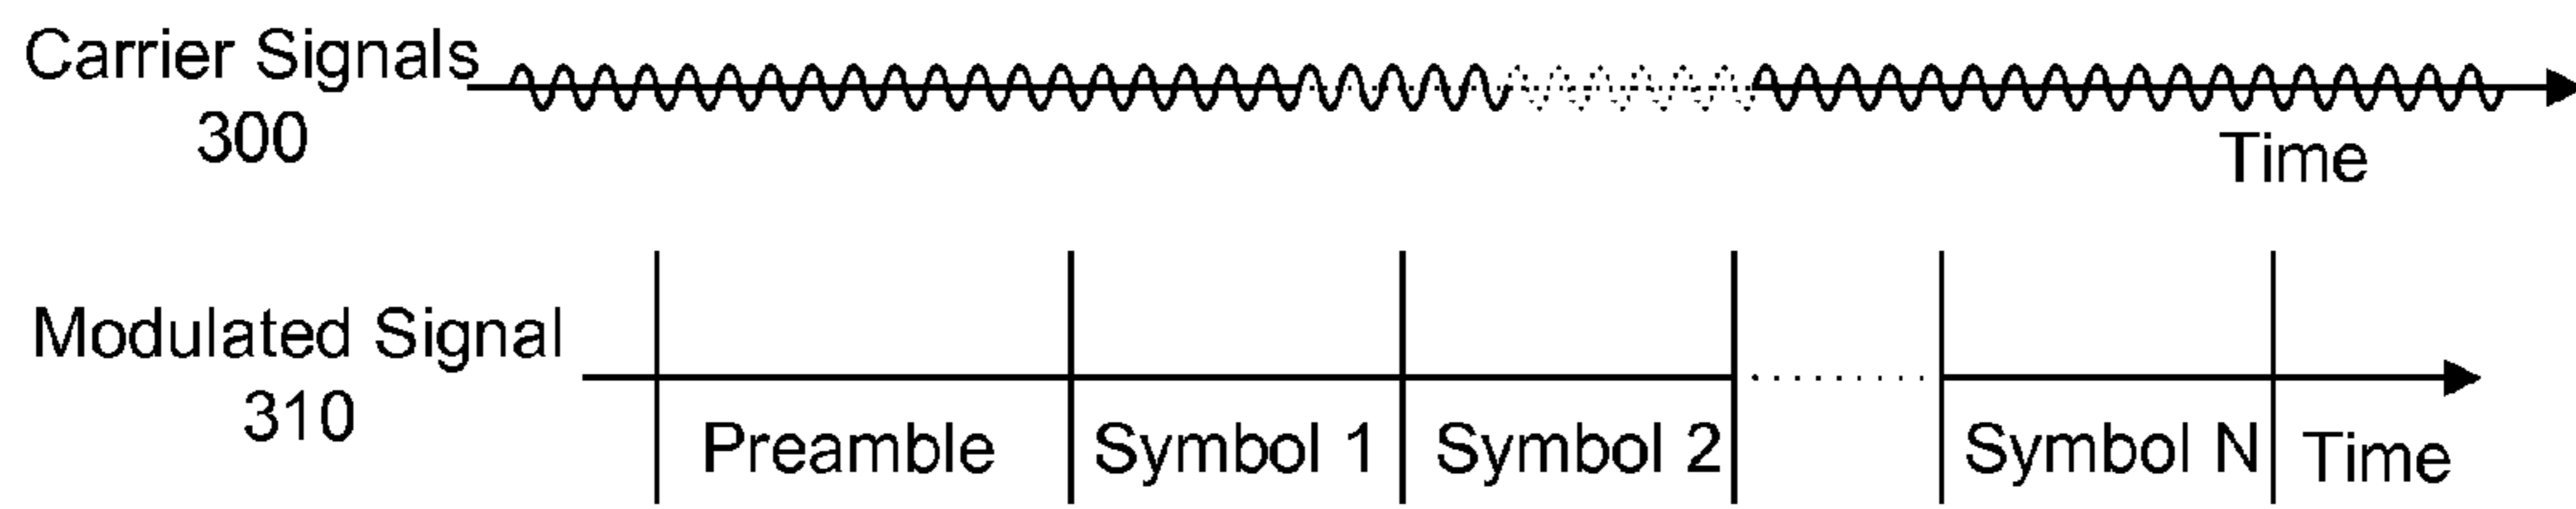 Carrier Signals
300
Time
Modulated Signal
310
Preamble
Symbol 1
Symbol 2
Symbol N
Time